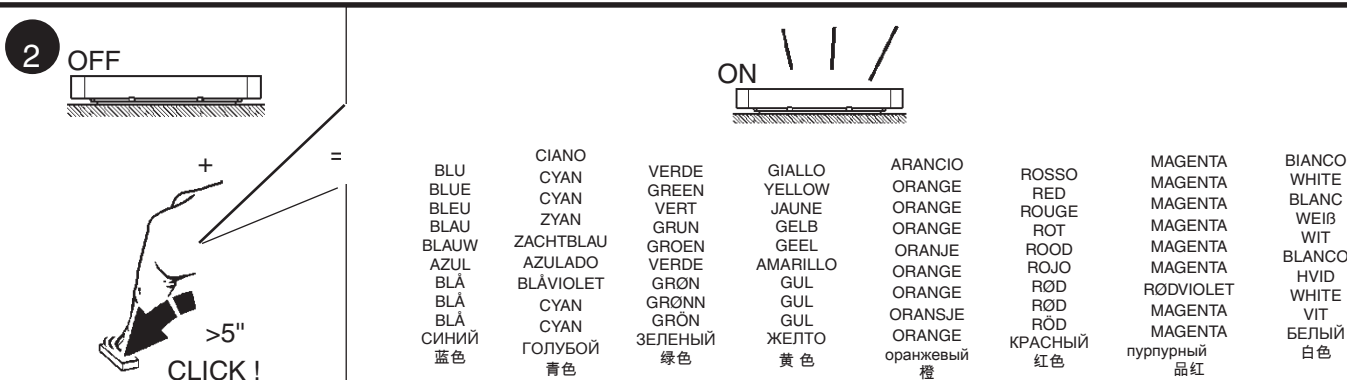 2
OFF
+
=
>5"
CLICK !
ON
BLU
BLUE
BLEU
BLAU
BLAUW
AZUL
BLÅ
BLÅ
BLÅ
СИНИЙ
蓝色
CIANO
CYAN
CYAN
ZYAN
ZACHTBLAU
AZULADO
BLÅVIOLET
CYAN
CYAN
ГОЛУБОЙ
青色
VERDE
GREEN
VERT
GRUN
GROEN
VERDE
GRØN
GRØNN
GRÖN
ЗЕЛЕНЫЙ
绿色
GIALLO
YELLOW
JAUNE
GELB
GEEL
AMARILLO
GUL
GUL
GUL
ЖЕЛТО
黄 色
ARANCIO
ORANGE
ORANGE
ORANGE
ORANJE
ORANGE
ORANGE
ORANSJE
ORANGE
оранжевый
橙
ROSSO
RED
ROUGE
ROT
ROOD
ROJO
RØD
RØD
RÖD
КРАСНЫЙ
红色
MAGENTA
MAGENTA
MAGENTA
MAGENTA
MAGENTA
MAGENTA
RØDVIOLET
MAGENTA
MAGENTA
пурпурный
品红
BIANCO
WHITE
BLANC
WEIß
WIT
BLANCO
HVID
WHITE
VIT
БЕЛЫЙ
白色